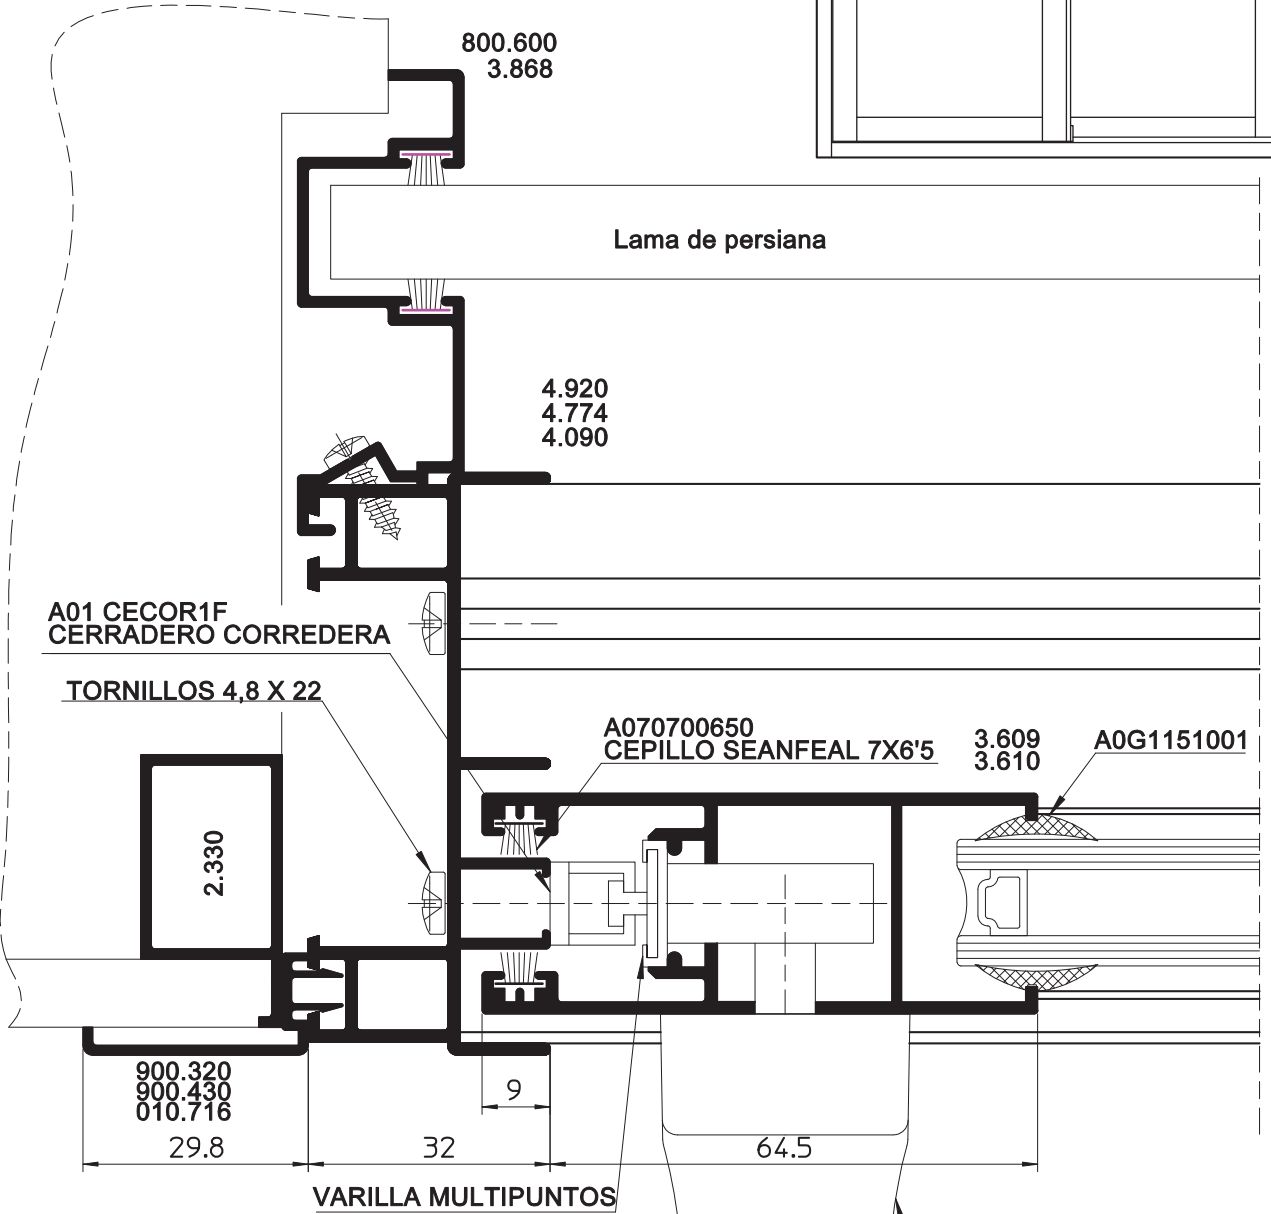 800.600
3.868
Lama de persiana
4.920
4.774
4.090
A01 CECOR1F
CERRADERO CORREDERA
TORNILLOS 4,8 X 22
A070700650
CEPILLO SEANFEAL 7X6'5
3.609
3.610
A0G1151001
2.330
900.320
900.430
010.716
9
29.8
32
64.5
VARILLA MULTIPUNTOS